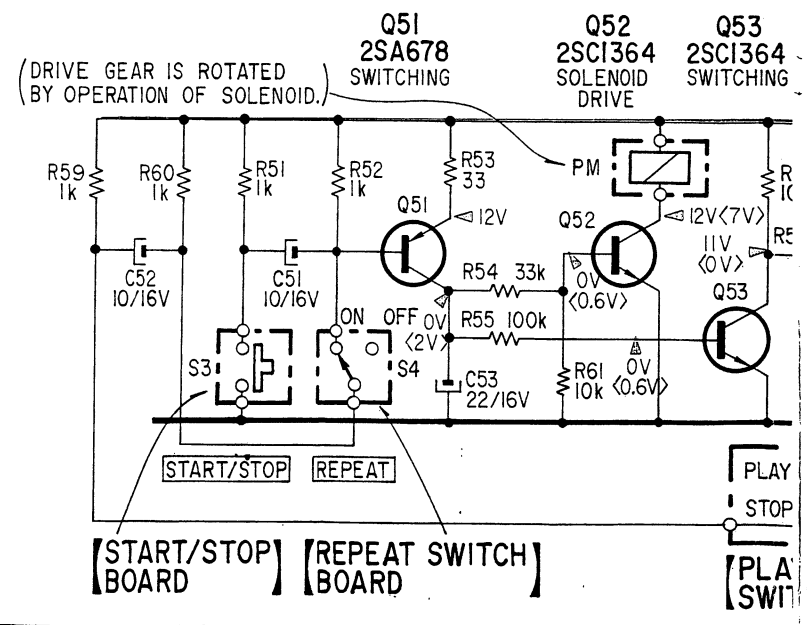 Q51
2SA678
SWITCHING
Q52
2SC1364
SOLENOID
DRIVE
Q53
2SC1364
SWITCHING
(DRIVE GEAR IS ROTATED
BY OPERATION OF SOLENOID.)
R59
1k
R60
1k
R51
1k
R52
1k
R53
33
PM
Q51
12V
Q52
12V<7V>
11V
<0V>
C52
10/16V
C51
10/16V
R54 33k
0V
<0.6V>
Q53
ON OFF
0V
<2V>
R55 100k
S3
S4
C53
22/16V
R61
10k
0V
<0.6V>
START/STOP
REPEAT
PLAY
STOP
[START/STOP]
BOARD
[REPEAT SWITCH]
BOARD